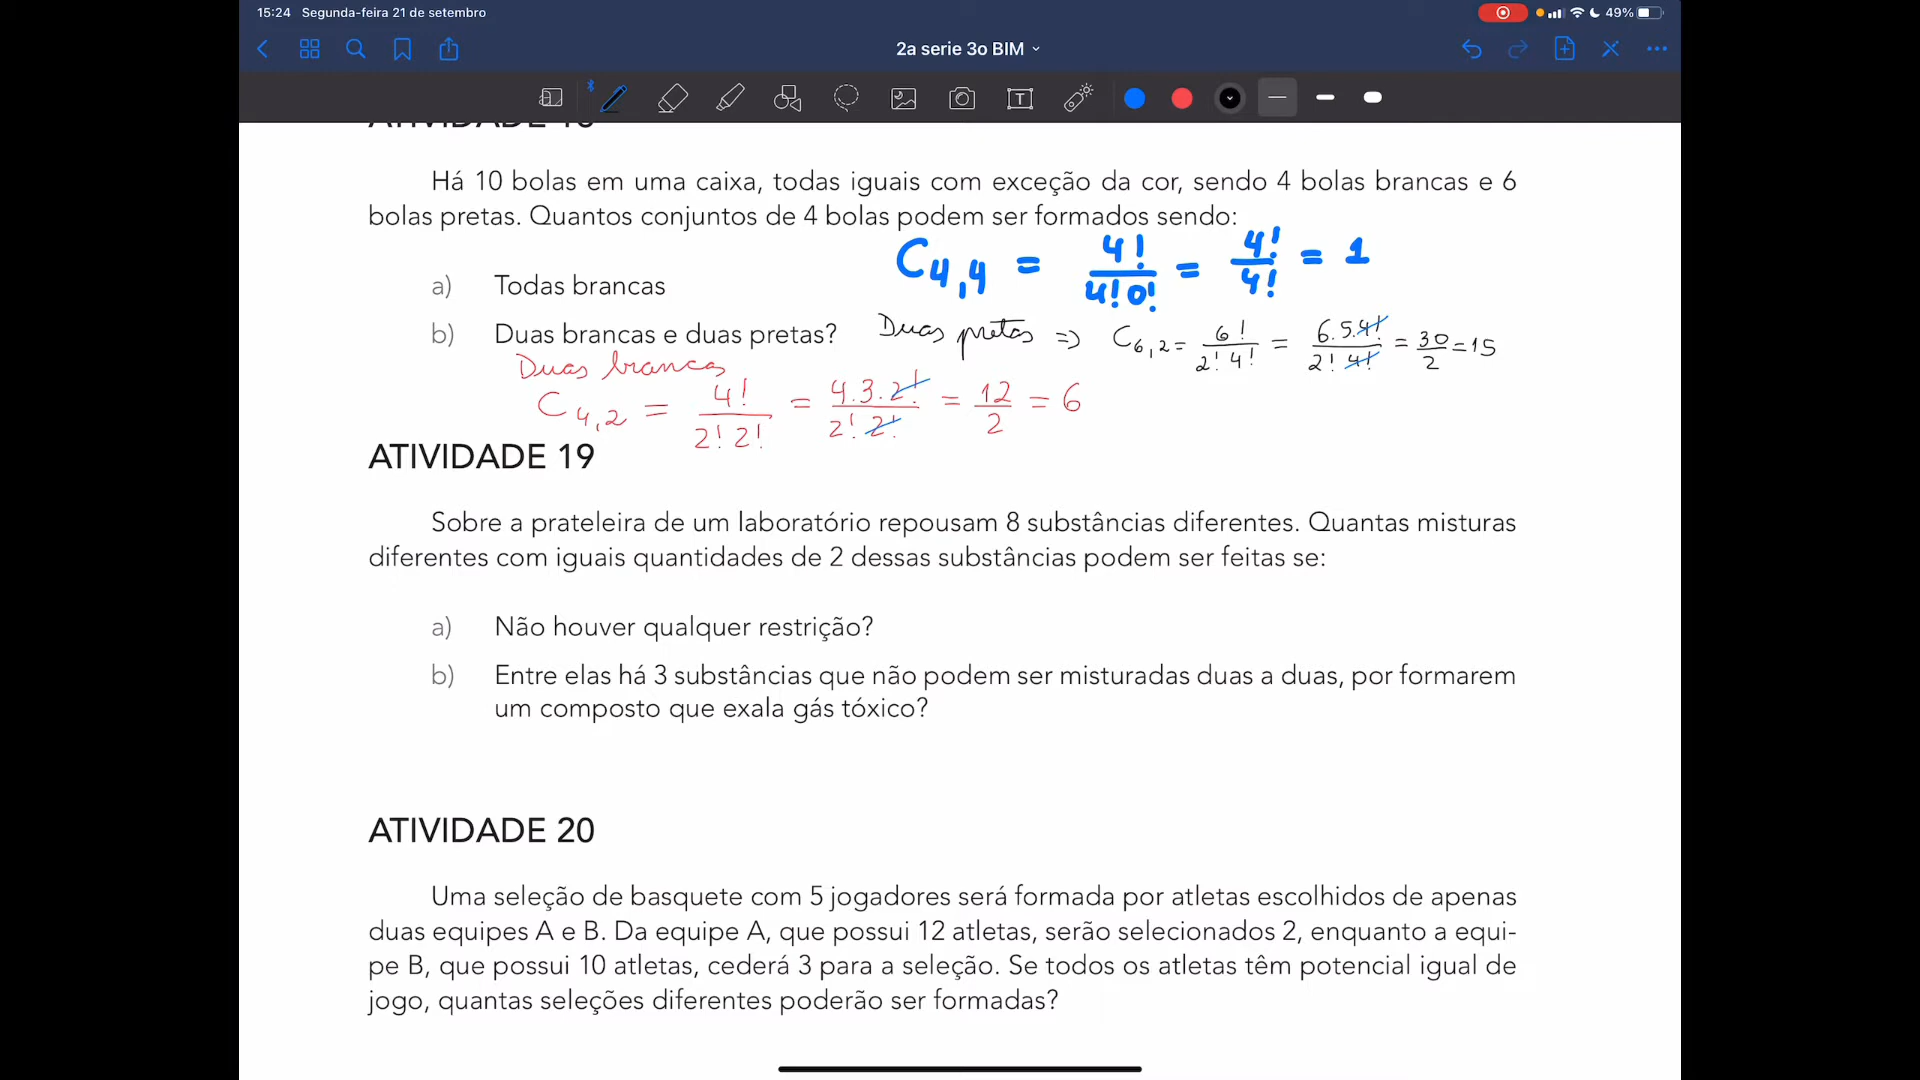 15:24 Segunda-feira 21 de setembro
49%
2a serie 3o BIM
Há 10 bolas em uma caixa, todas iguais com exceção da cor, sendo 4 bolas brancas e 6
bolas pretas. Quantos conjuntos de 4 bolas podem ser formados sendo:
C4,4 = 4!/4!0! = 4!/4! = 1
a) Todas brancas
b) Duas brancas e duas pretas?
Duas pretas => C6,2 = 6!/2!4! = 6.5.4!/2!4! = 30/2 = 15
Duas brancas
C4,2 = 4!/2!2! = 4.3.2!/2!2! = 12/2 = 6
ATIVIDADE 19
Sobre a prateleira de um laboratório repousam 8 substâncias diferentes. Quantas misturas
diferentes com iguais quantidades de 2 dessas substâncias podem ser feitas se:
a) Não houver qualquer restrição?
b) Entre elas há 3 substâncias que não podem ser misturadas duas a duas, por formarem
um composto que exala gás tóxico?
ATIVIDADE 20
Uma seleção de basquete com 5 jogadores será formada por atletas escolhidos de apenas
duas equipes A e B. Da equipe A, que possui 12 atletas, serão selecionados 2, enquanto a equi-
pe B, que possui 10 atletas, cederá 3 para a seleção. Se todos os atletas têm potencial igual de
jogo, quantas seleções diferentes poderão ser formadas?